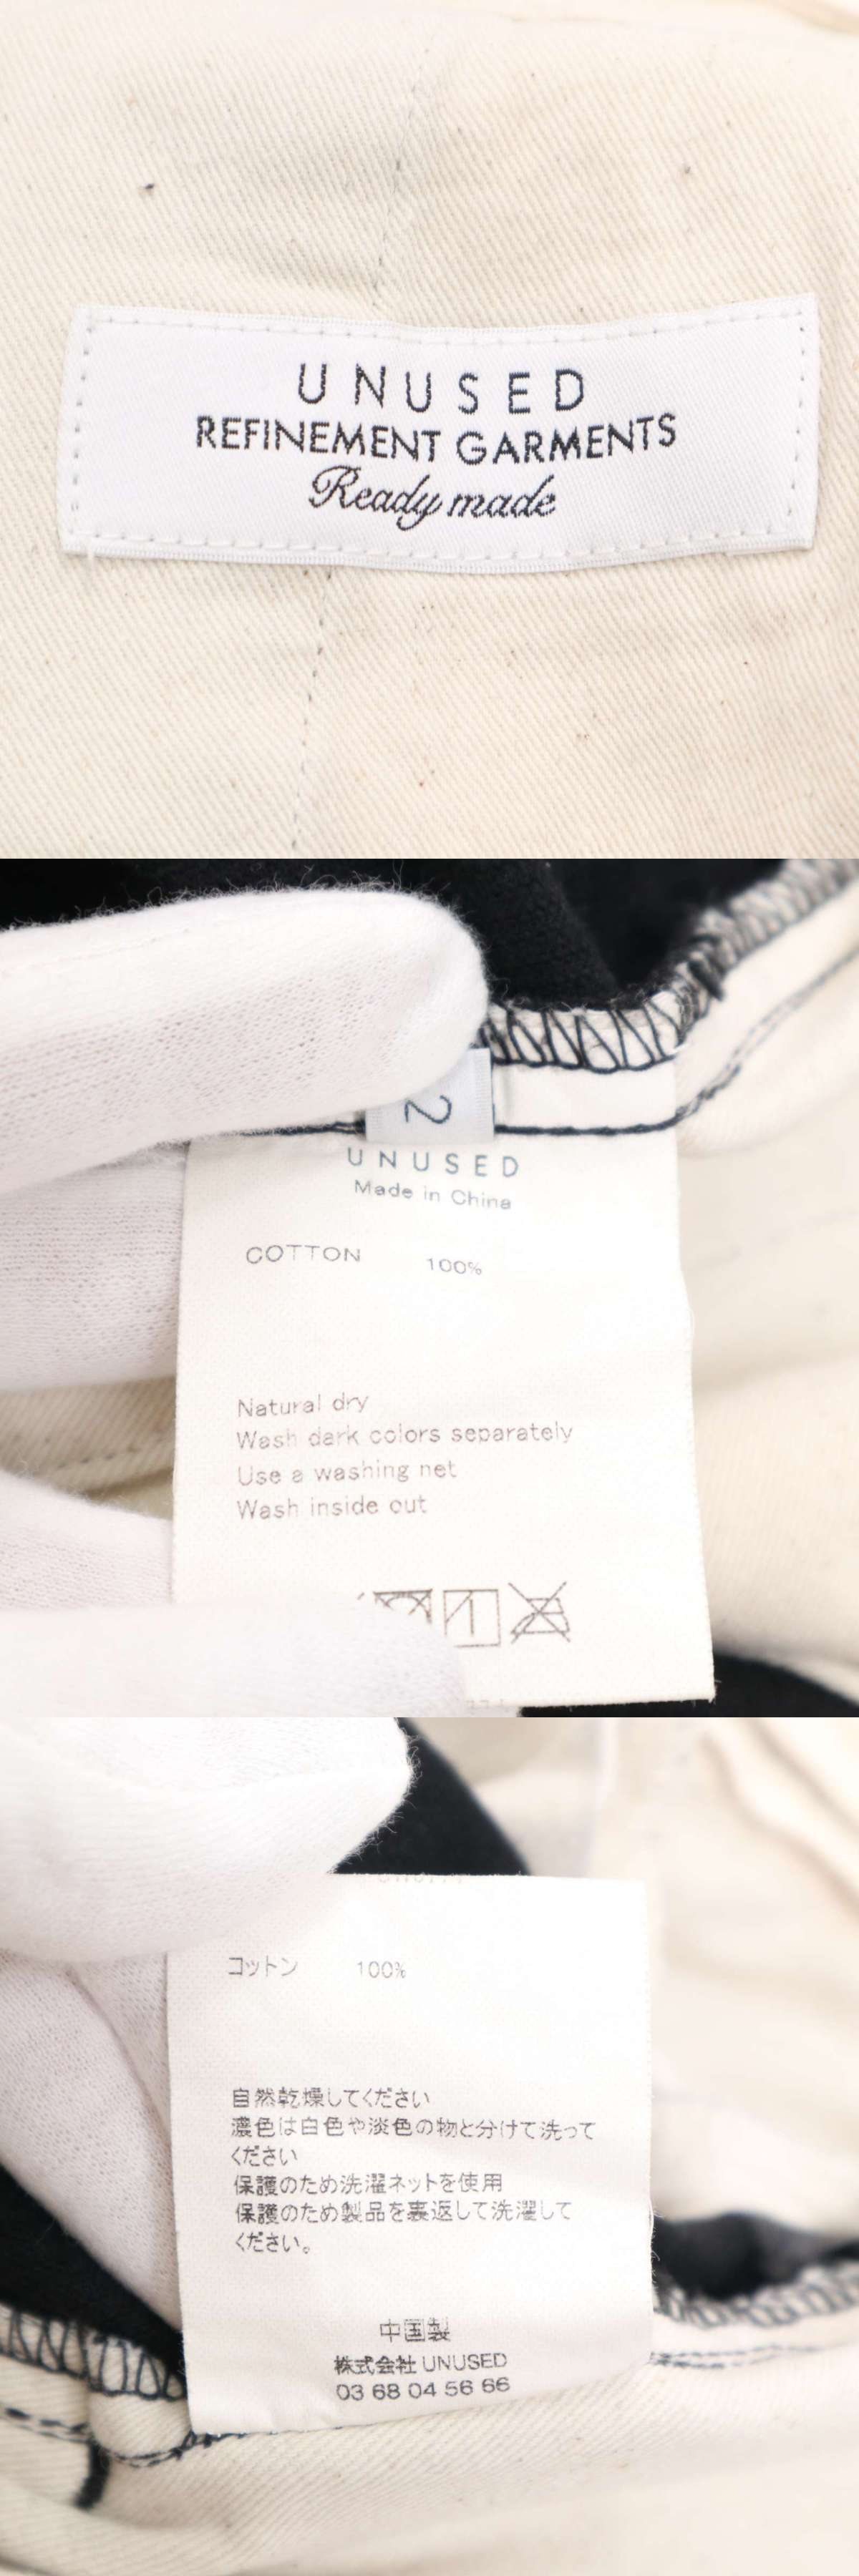 UNUSED
REFINEMENT GARMENTS
Ready made
2
UNUSED
Made in China
COTTON 100%
Natural dry
Wash dark colors separately
Use a washing net
Wash inside out
コットン 100%
自然乾燥してください
濃色は白色や淡色の物と分けて洗って
ください
保護のため洗濯ネットを使用
保護のため製品を裏返して洗濯して
ください。
中国製
株式会社 UNUSED
03 68 04 56 66